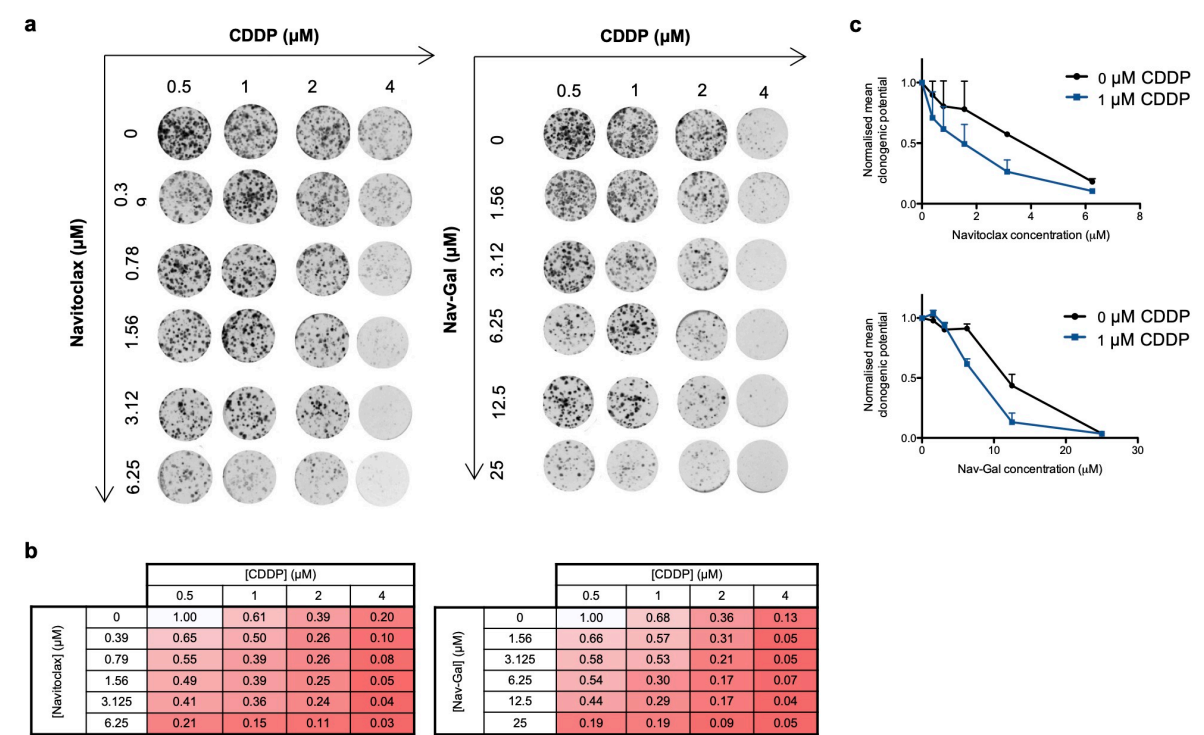 a
CDDP (µM)
0.5 1 2 4
Navitoclax (µM)
0
0.3
9
0.78
1.56
3.12
6.25
CDDP (µM)
0.5 1 2 4
Nav-Gal (µM)
0
1.56
3.12
6.25
12.5
25
c
Normalised mean
clonogenic potential
1.0
0.5
0.0
0 2 4 6 8
Navitoclax concentration (µM)
0 µM CDDP
1 µM CDDP
Normalised mean
clonogenic potential
1.0
0.5
0.0
0 10 20 30
Nav-Gal concentration (µM)
0 µM CDDP
1 µM CDDP
b
[CDDP] (µM)
0.5 1 2 4
[Navitoclax] (µM)
0 1.00 0.61 0.39 0.20
0.39 0.65 0.50 0.26 0.10
0.79 0.55 0.39 0.26 0.08
1.56 0.49 0.39 0.25 0.05
3.125 0.41 0.36 0.24 0.04
6.25 0.21 0.15 0.11 0.03
[CDDP] (µM)
0.5 1 2 4
[Nav-Gal] (µM)
0 1.00 0.68 0.36 0.13
1.56 0.66 0.57 0.31 0.05
3.125 0.58 0.53 0.21 0.05
6.25 0.54 0.30 0.17 0.07
12.5 0.44 0.29 0.17 0.04
25 0.19 0.19 0.09 0.05